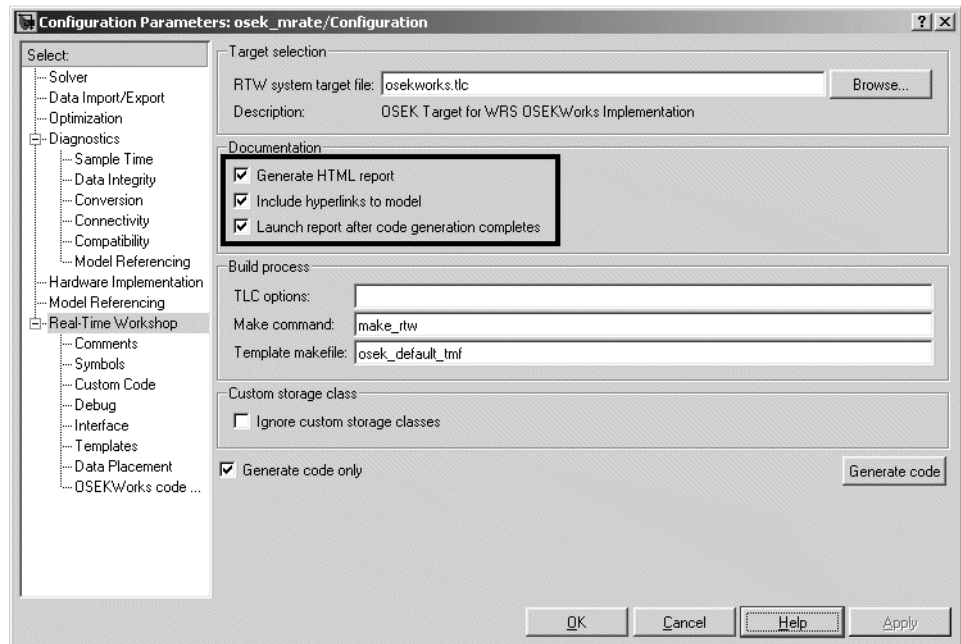 Configuration Parameters: osek_mrate/Configuration
Select:
Solver
Data Import/Export
Optimization
Diagnostics
Sample Time
Data Integrity
Conversion
Connectivity
Compatibility
Model Referencing
Hardware Implementation
Model Referencing
Real-Time Workshop
Comments
Symbols
Custom Code
Debug
Interface
Templates
Data Placement
OSEKWorks code ...
Target selection
RTW system target file: osekworks.tlc Browse...
Description: OSEK Target for WRS OSEKWorks Implementation
Documentation
Generate HTML report
Include hyperlinks to model
Launch report after code generation completes
Build process
TLC options:
Make command: make_rtw
Template makefile: osek_default_tmf
Custom storage class
Ignore custom storage classes
Generate code only Generate code
OK Cancel Help Apply